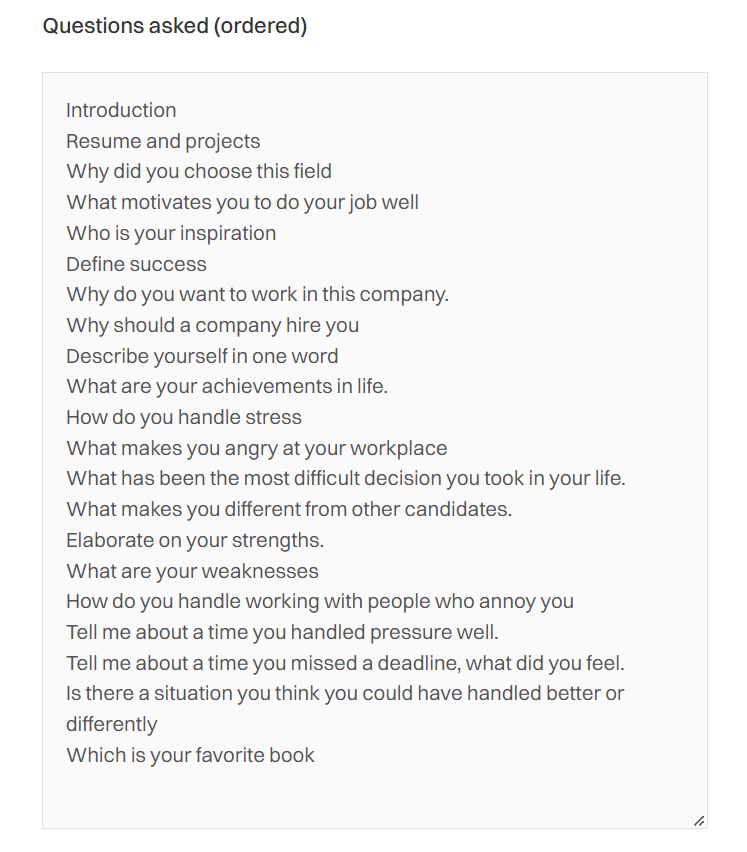 Questions asked (ordered)
Introduction
Resume and projects
Why did you choose this field
What motivates you to do your job well
Who is your inspiration
Define success
Why do you want to work in this company.
Why should a company hire you
Describe yourself in one word
What are your achievements in life.
How do you handle stress
What makes you angry at your workplace
What has been the most difficult decision you took in your life.
What makes you different from other candidates.
Elaborate on your strengths.
What are your weaknesses
How do you handle working with people who annoy you
Tell me about a time you handled pressure well.
Tell me about a time you missed a deadline, what did you feel.
Is there a situation you think you could have handled better or
differently
Which is your favorite book